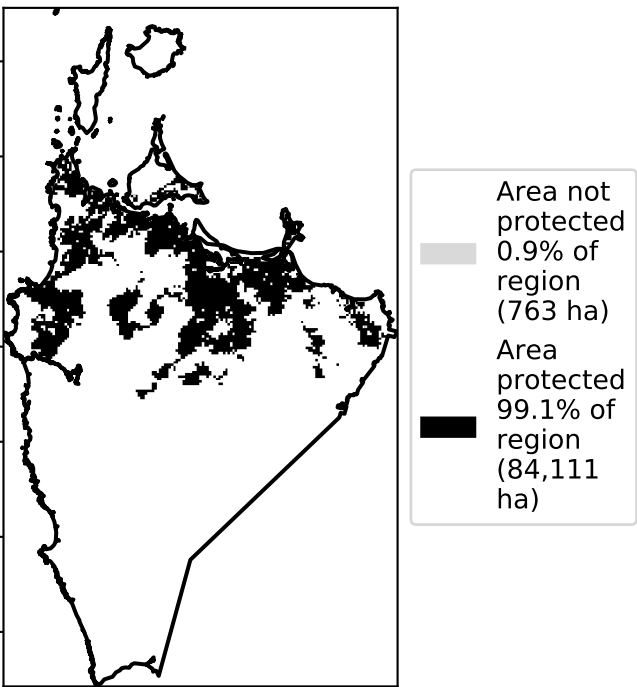 Area not
protected
0.9% of
region
(763 ha)
Area
protected
99.1% of
region
(84,111
ha)